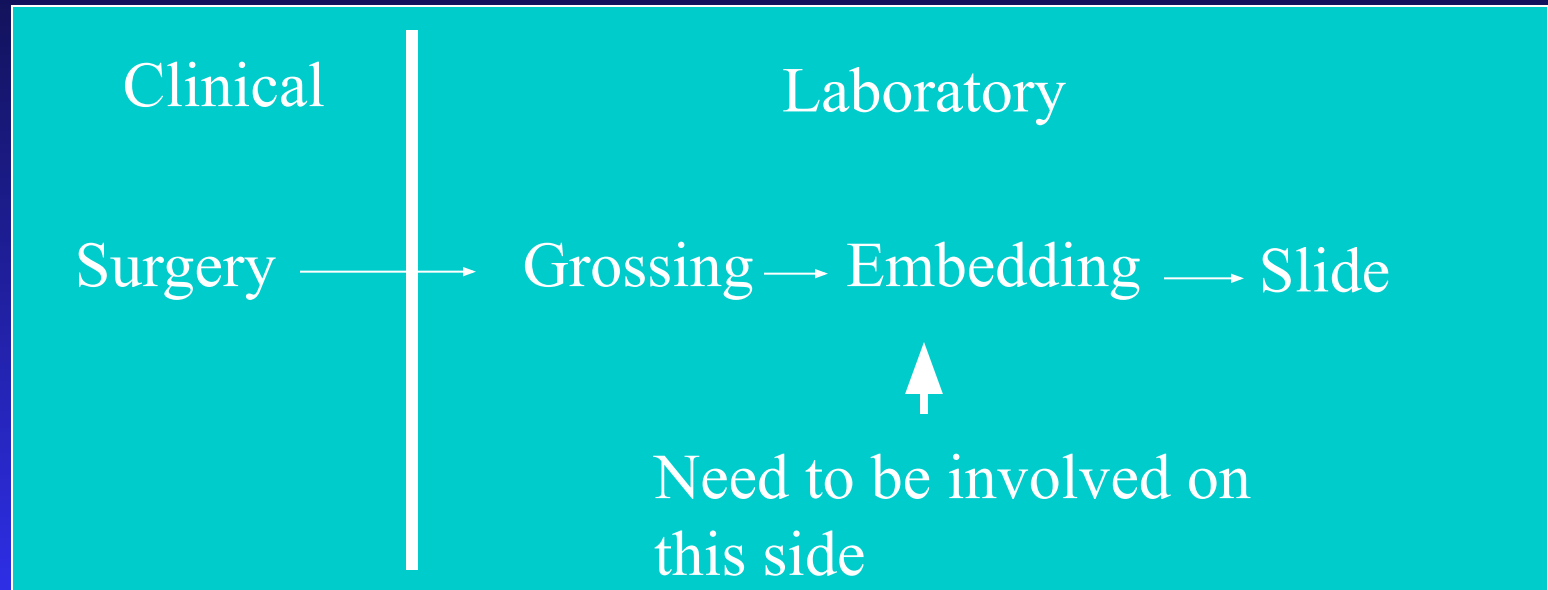 Clinical
Laboratory
Surgery
Grossing
Embedding
Slide
Need to be involved on
this side